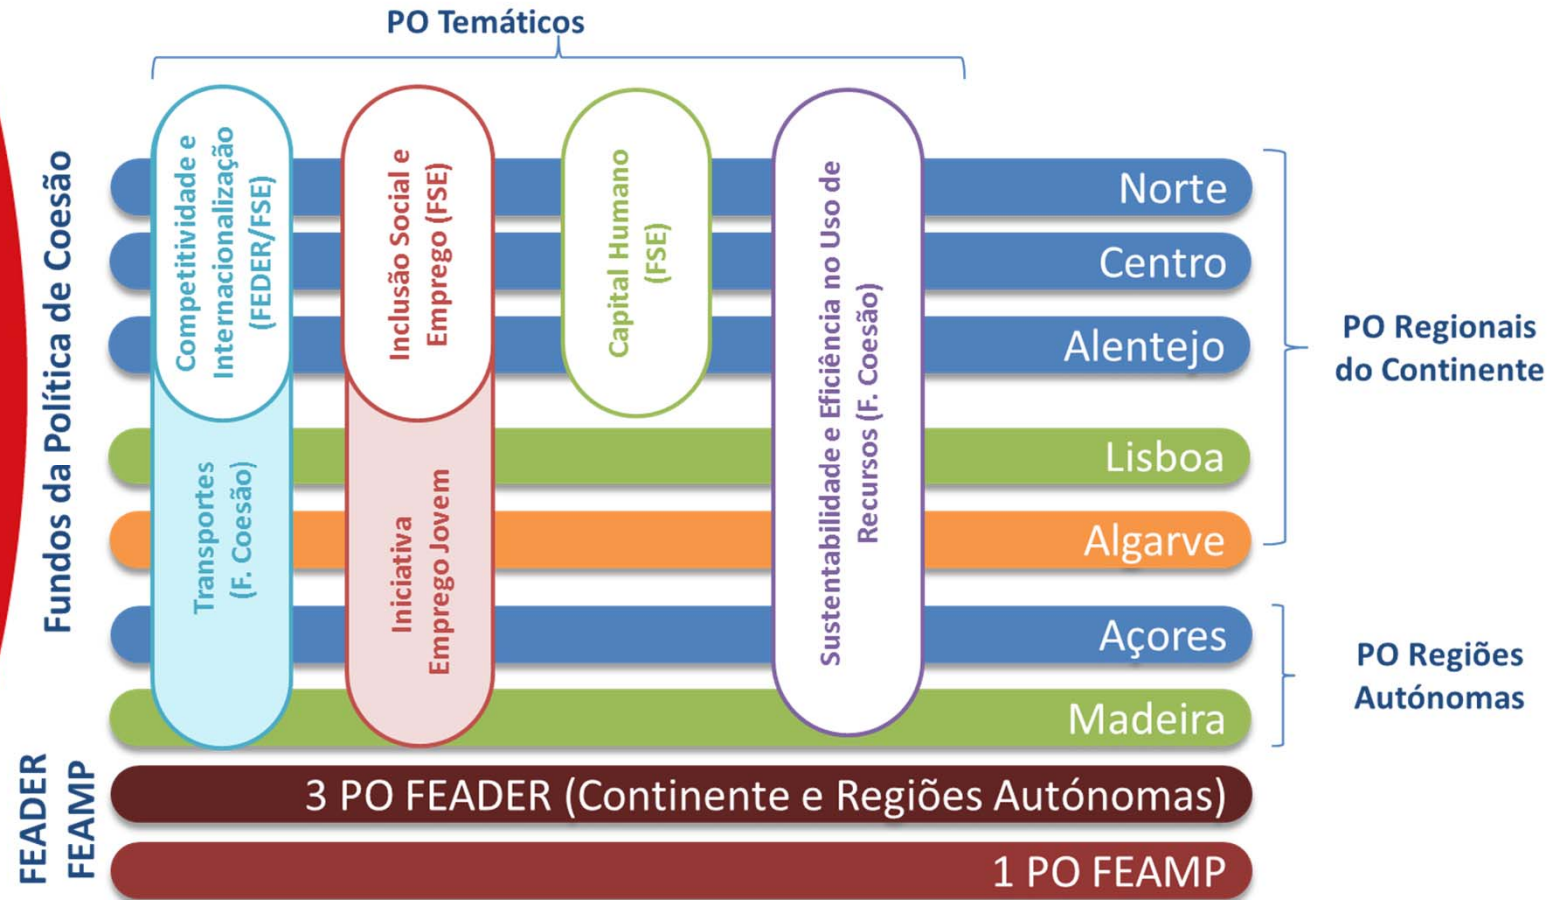 PO Temáticos
Fundos da Política de Coesão
Competitividade e
Internacionalização
(FEDER/FSE)
Transportes
(F. Coesão)
Inclusão Social e
Emprego (FSE)
Iniciativa
Emprego Jovem
Capital Humano
(FSE)
Sustentabilidade e Eficiência no Uso de
Recursos (F. Coesão)
Norte
Centro
Alentejo
Lisboa
Algarve
Açores
Madeira
PO Regionais
do Continente
PO Regiões
Autónomas
FEADER
FEAMP
3 PO FEADER (Continente e Regiões Autónomas)
1 PO FEAMP